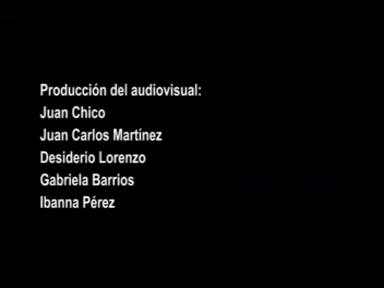 Producción del audiovisual:
Juan Chico
Juan Carlos Martínez
Desiderio Lorenzo
Gabriela Barrios
Ibanna Pérez